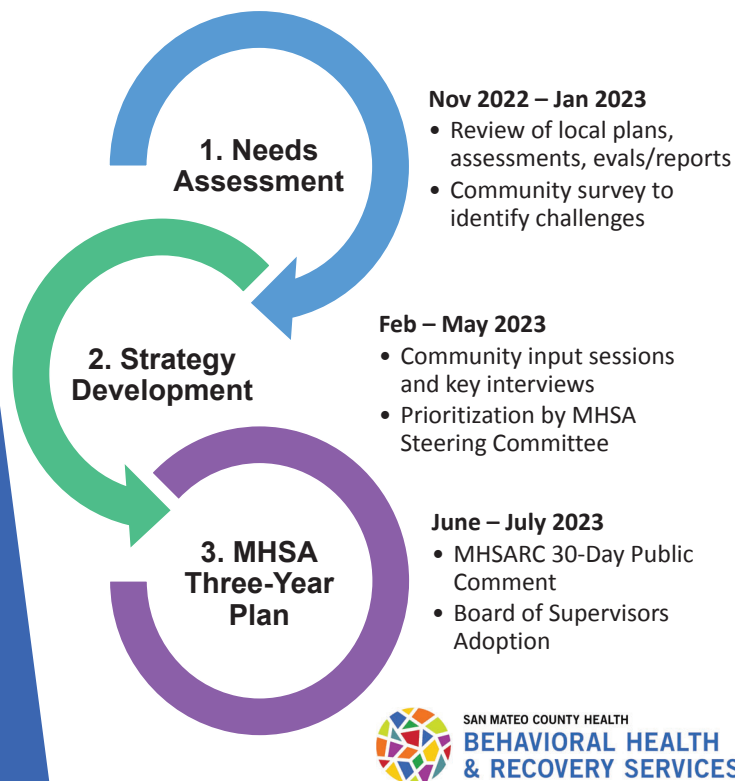 1. Needs
Assessment
Nov 2022 – Jan 2023
• Review of local plans,
assessments, evals/reports
• Community survey to
identify challenges
2. Strategy
Development
Feb – May 2023
• Community input sessions
and key interviews
• Prioritization by MHSA
Steering Committee
3. MHSA
Three-Year
Plan
June – July 2023
• MHSARC 30-Day Public
Comment
• Board of Supervisors
Adoption
SAN MATEO COUNTY HEALTH
BEHAVIORAL HEALTH
& RECOVERY SERVICES